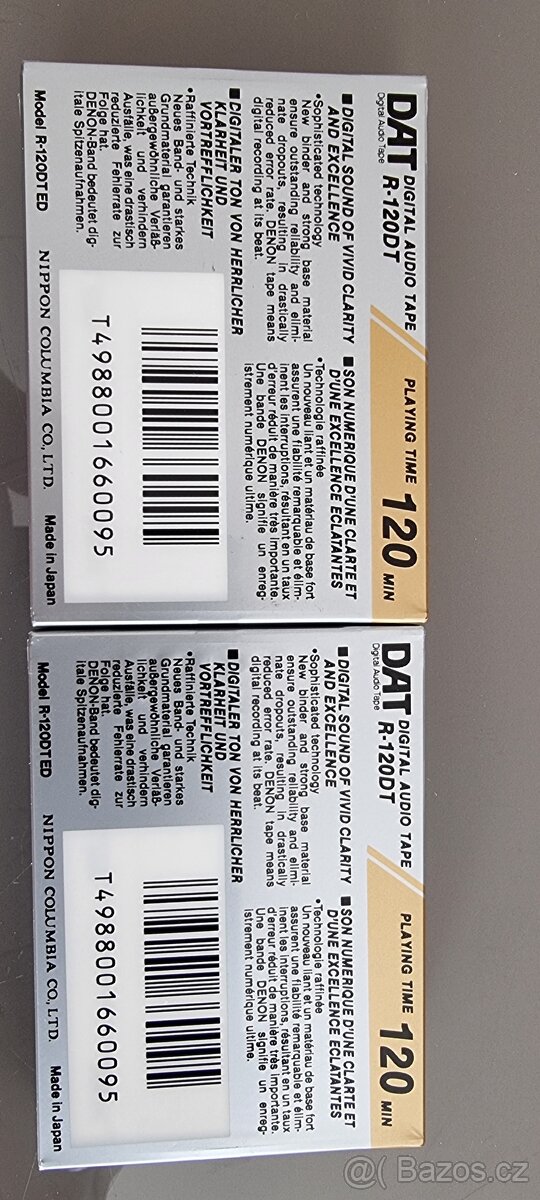 DAT DIGITAL AUDIO TAPE
Digital Audio Tape
R-120DT
PLAYING TIME 120 MIN
■DIGITAL SOUND OF VIVID CLARITY
AND EXCELLENCE
•Sophisticated technology
New binder and strong base material
ensure outstanding reliability and elimi-
nate dropouts, resulting in drastically
reduced error rate. DENON tape means
digital recording at its beat.
■SON NUMERIQUE D'UNE CLARTE ET
D'UNE EXCELLENCE ECLATANTES
•Technologie raffinée
Un nouveau liant et un matériau de base fort
assurent une fiabilité remarquable et élim-
inent les interruptions, résultant en un taux
d'erreur réduit de manière très importante.
Une bande DENON signifie un enreg-
istrement numérique ultime.
■DIGITALER TON VON HERRLICHER
KLARHEIT UND
VORTREFFLICHKEIT
•Raffinierte Technik
Neues Band- und starkes
Grundmaterial garantieren
außergewöhnliche Verläß-
lichkeit und verhindern
Ausfälle, was eine drastisch
reduzierte Fehlerrate zur
Folge hat.
DENON-Band bedeutet dig-
itale Spitzenaufnahmen.
T4988001660095
Model R-120DT ED NIPPON COLUMBIA CO., LTD. Made in Japan
DAT DIGITAL AUDIO TAPE
Digital Audio Tape
R-120DT
PLAYING TIME 120 MIN
■DIGITAL SOUND OF VIVID CLARITY
AND EXCELLENCE
•Sophisticated technology
New binder and strong base material
ensure outstanding reliability and elimi-
nate dropouts, resulting in drastically
reduced error rate. DENON tape means
digital recording at its beat.
■SON NUMERIQUE D'UNE CLARTE ET
D'UNE EXCELLENCE ECLATANTES
•Technologie raffinée
Un nouveau liant et un matériau de base fort
assurent une fiabilité remarquable et élim-
inent les interruptions, résultant en un taux
d'erreur réduit de manière très importante.
Une bande DENON signifie un enreg-
istrement numérique ultime.
■DIGITALER TON VON HERRLICHER
KLARHEIT UND
VORTREFFLICHKEIT
•Raffinierte Technik
Neues Band- und starkes
Grundmaterial garantieren
außergewöhnliche Verläß-
lichkeit und verhindern
Ausfälle, was eine drastisch
reduzierte Fehlerrate zur
Folge hat.
DENON-Band bedeutet dig-
itale Spitzenaufnahmen.
T4988001660095
Model R-120DT ED NIPPON COLUMBIA CO., LTD. Made in Japan
Bazos.cz